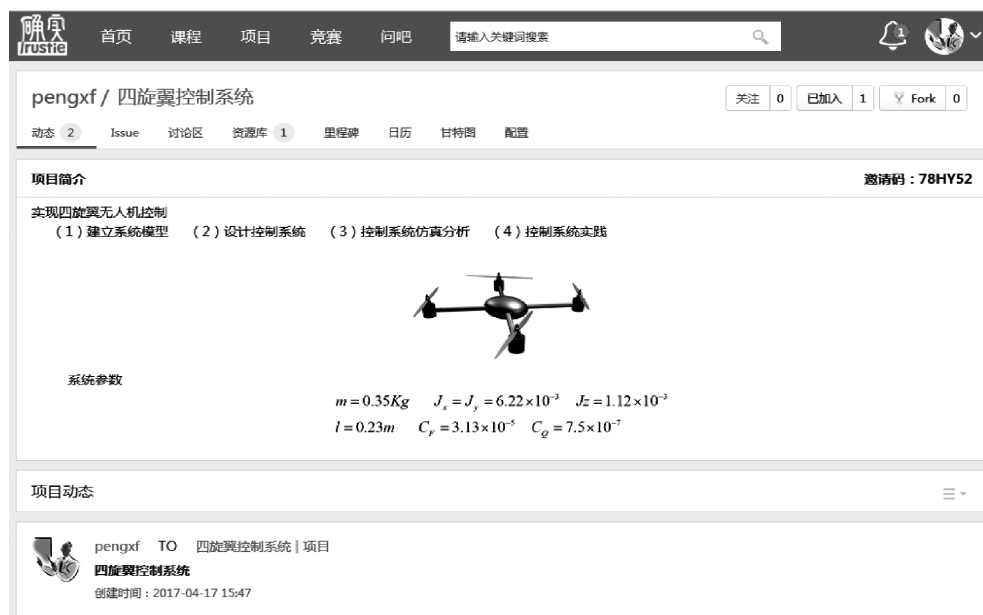 确实 首页 课程 项目 竞赛 问吧 请输入关键词搜索 1
Trustie
pengxf / 四旋翼控制系统 关注 0 已加入 1 Fork 0
动态 2 Issue 讨论区 资源库 1 里程碑 日历 甘特图 配置
项目简介 邀请码：78HY52
实现四旋翼无人机控制
（1）建立系统模型 （2）设计控制系统 （3）控制系统仿真分析 （4）控制系统实践
系统参数
m = 0.35Kg J_x = J_y = 6.22×10⁻³ Jz = 1.12×10⁻³
l = 0.23m C_F = 3.13×10⁻⁵ C_Q = 7.5×10⁻⁷
项目动态
pengxf TO 四旋翼控制系统 | 项目
四旋翼控制系统
创建时间：2017-04-17 15:47